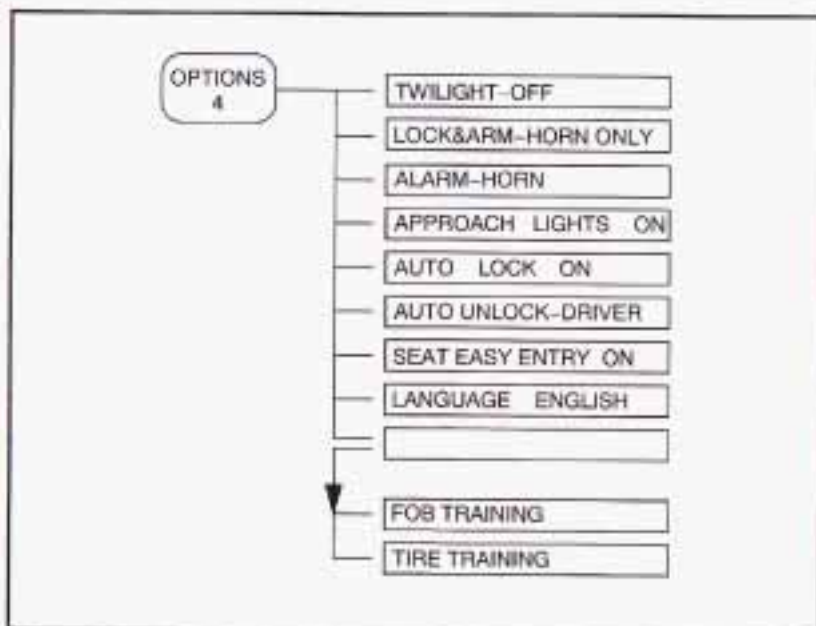 OPTIONS
4
TWILIGHT-OFF
LOCK&ARM-HORN ONLY
ALARM-HORN
APPROACH LIGHTS ON
AUTO LOCK ON
AUTO UNLOCK-DRIVER
SEAT EASY ENTRY ON
LANGUAGE ENGLISH
FOB TRAINING
TIRE TRAINING